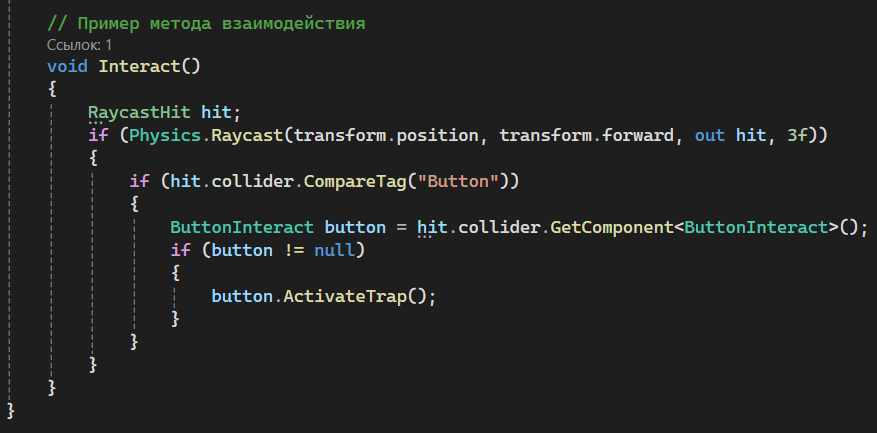 // Пример метода взаимодействия
Ссылок: 1
void Interact()
{
RaycastHit hit;
if (Physics.Raycast(transform.position, transform.forward, out hit, 3f))
{
if (hit.collider.CompareTag("Button"))
{
ButtonInteract button = hit.collider.GetComponent<ButtonInteract>();
if (button != null)
{
button.ActivateTrap();
}
}
}
}
}